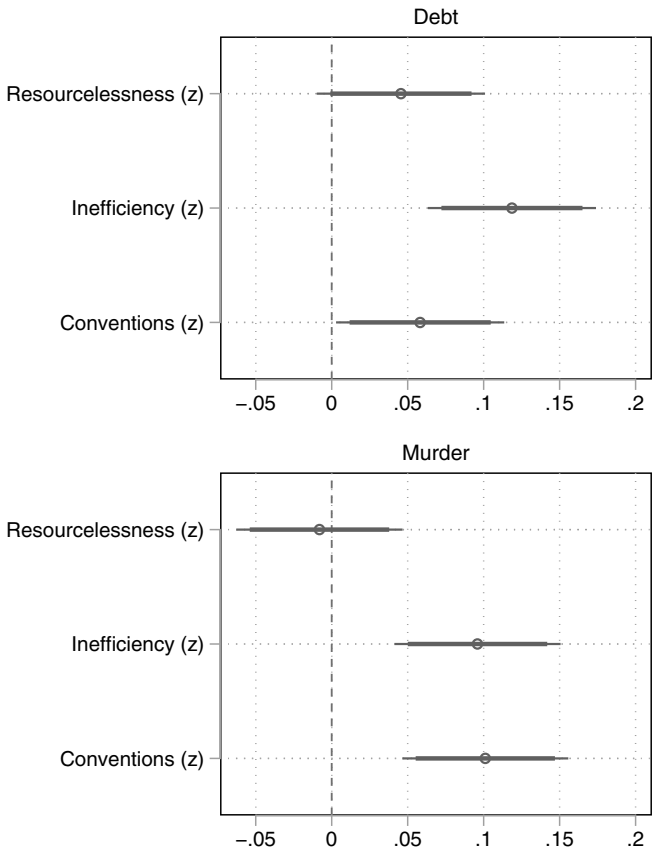 Debt
Resourcelessness (z)
Inefficiency (z)
Conventions (z)
−.05 0 .05 .1 .15 .2
Murder
Resourcelessness (z)
Inefficiency (z)
Conventions (z)
−.05 0 .05 .1 .15 .2